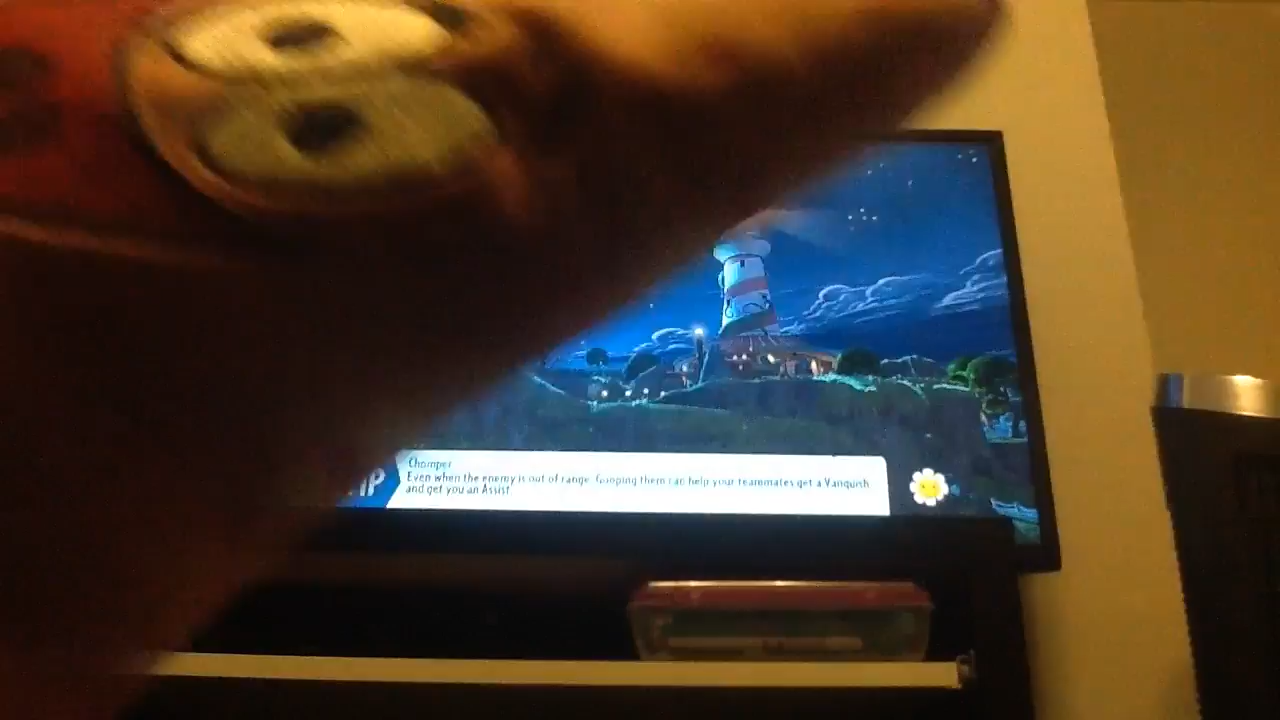 IP
Chomper
Even when the enemy is out of range. Gooping them can help your teammates get a Vanquish
and get you an Assist